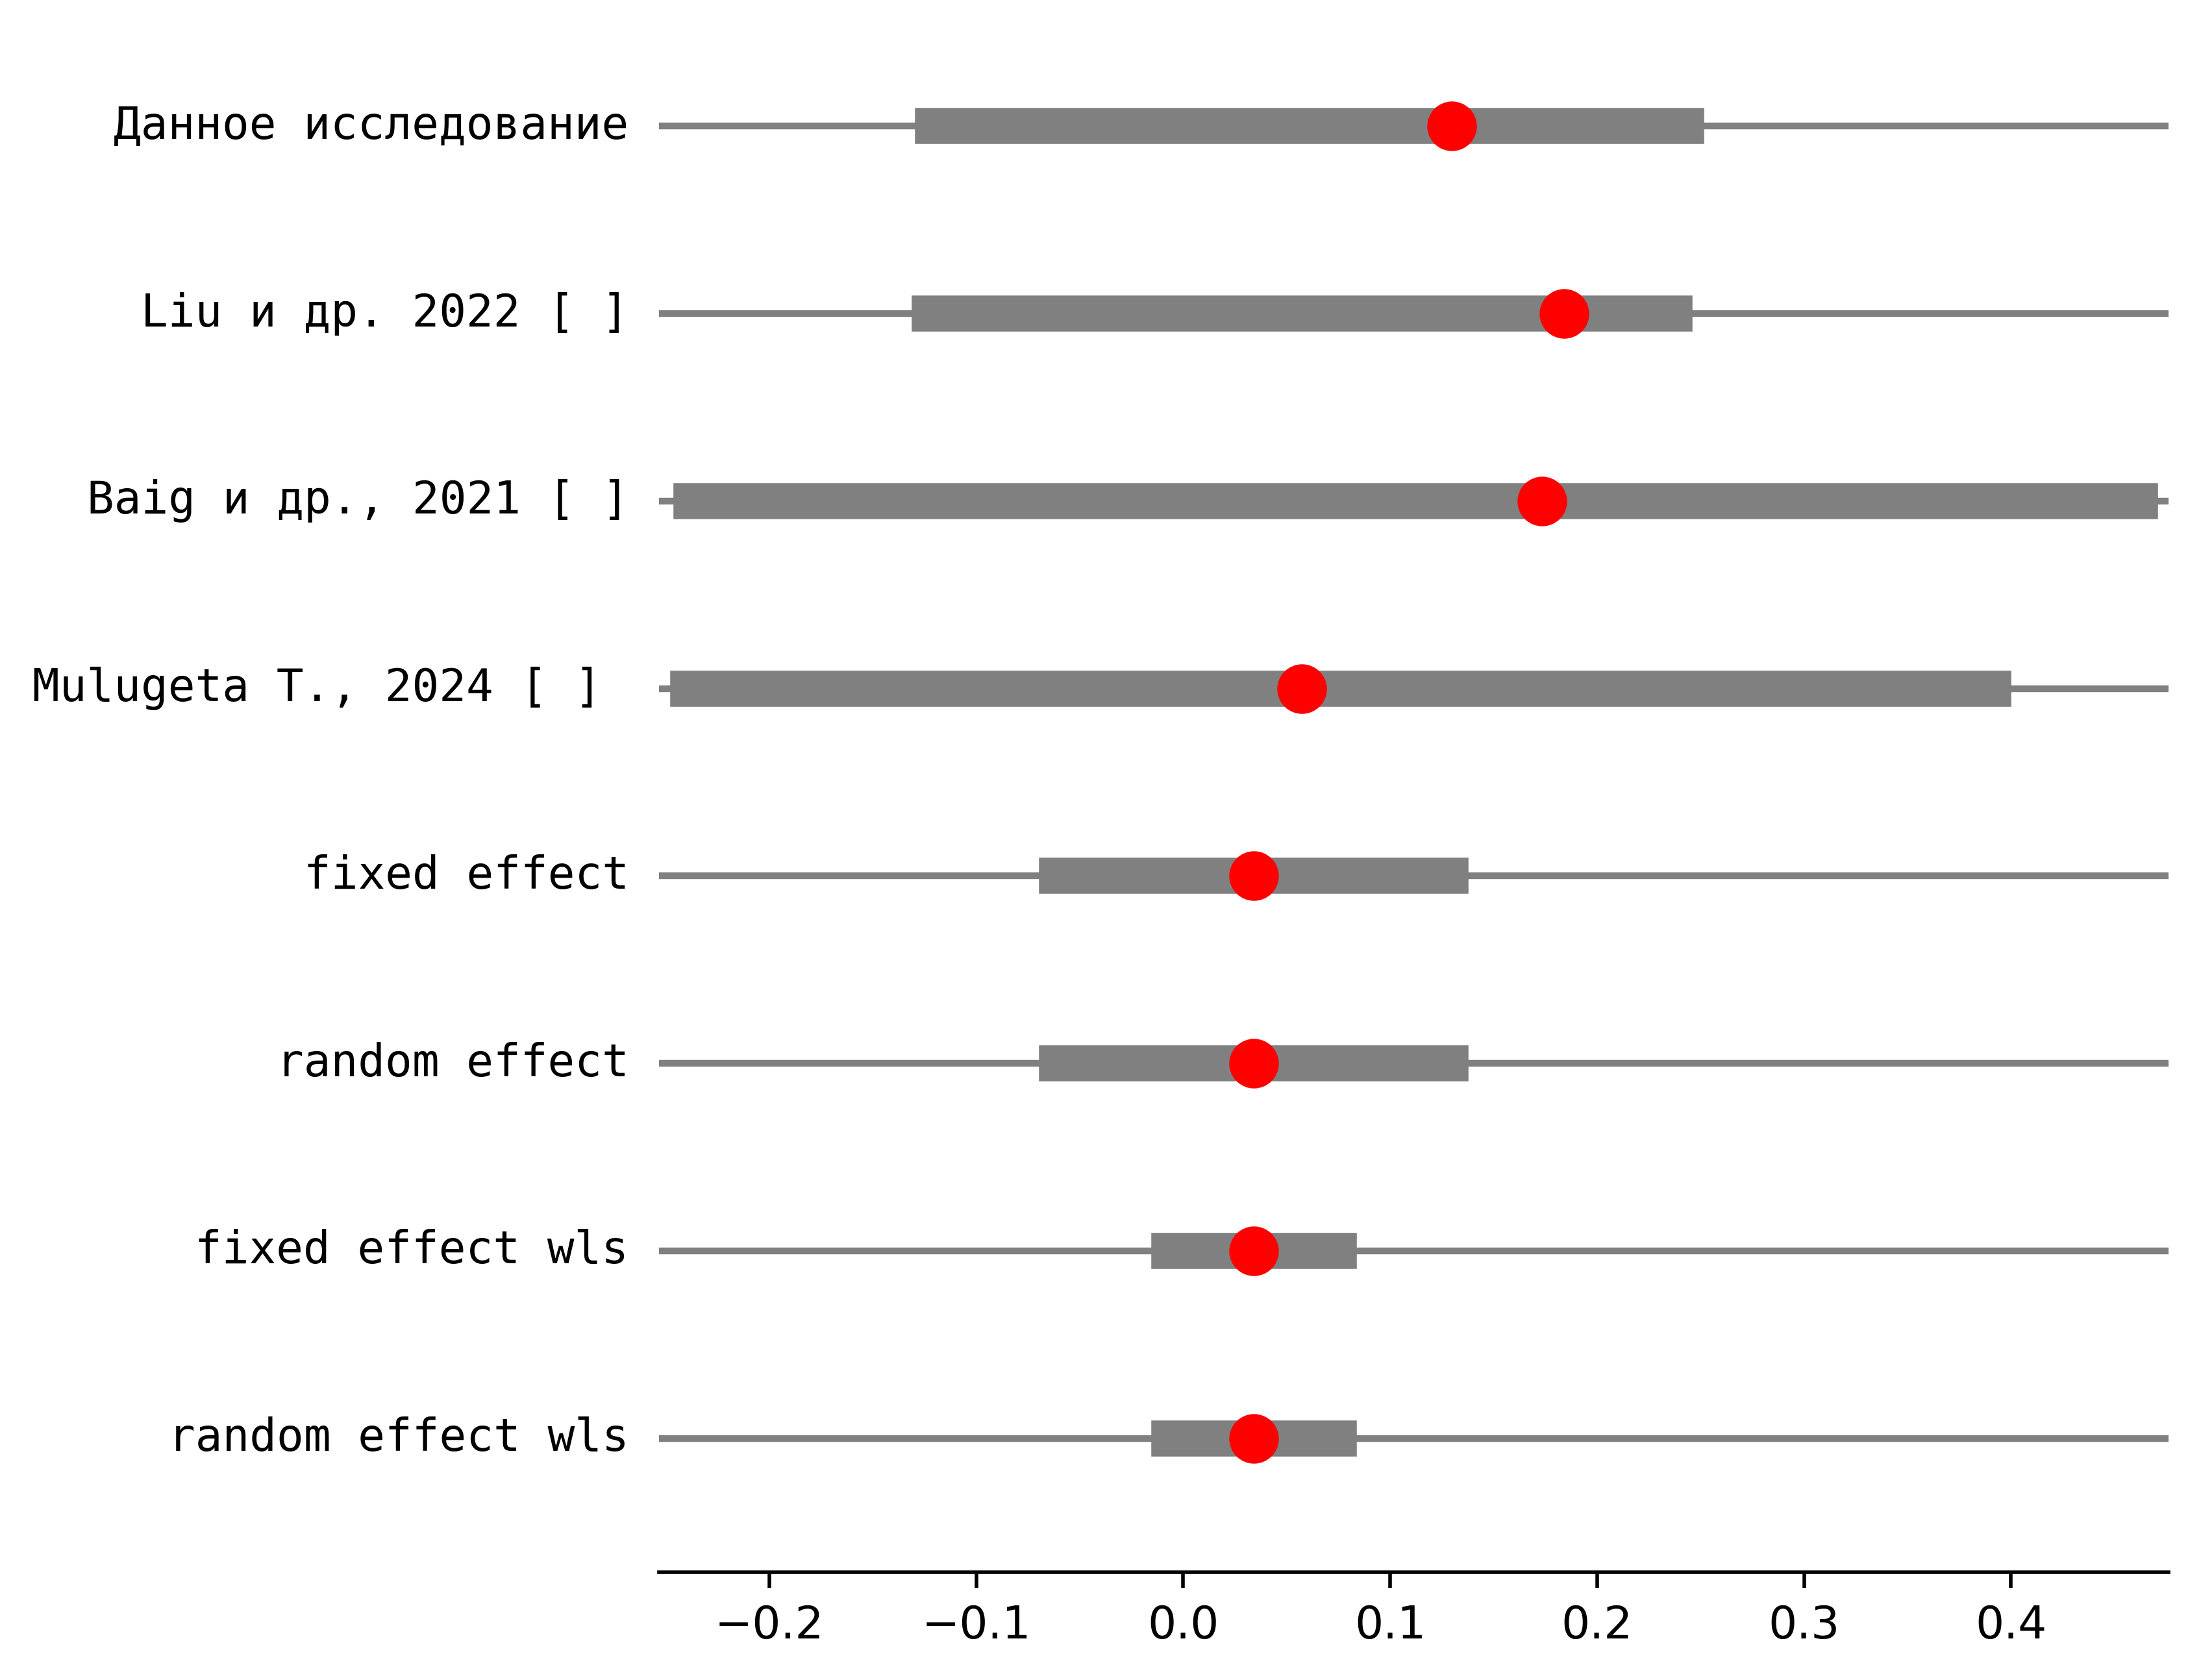 Данное исследование
Liu и др. 2022 [ ]
Baig и др., 2021 [ ]
Mulugeta T., 2024 [ ]
fixed effect
random effect
fixed effect wls
random effect wls
−0.2 −0.1 0.0 0.1 0.2 0.3 0.4